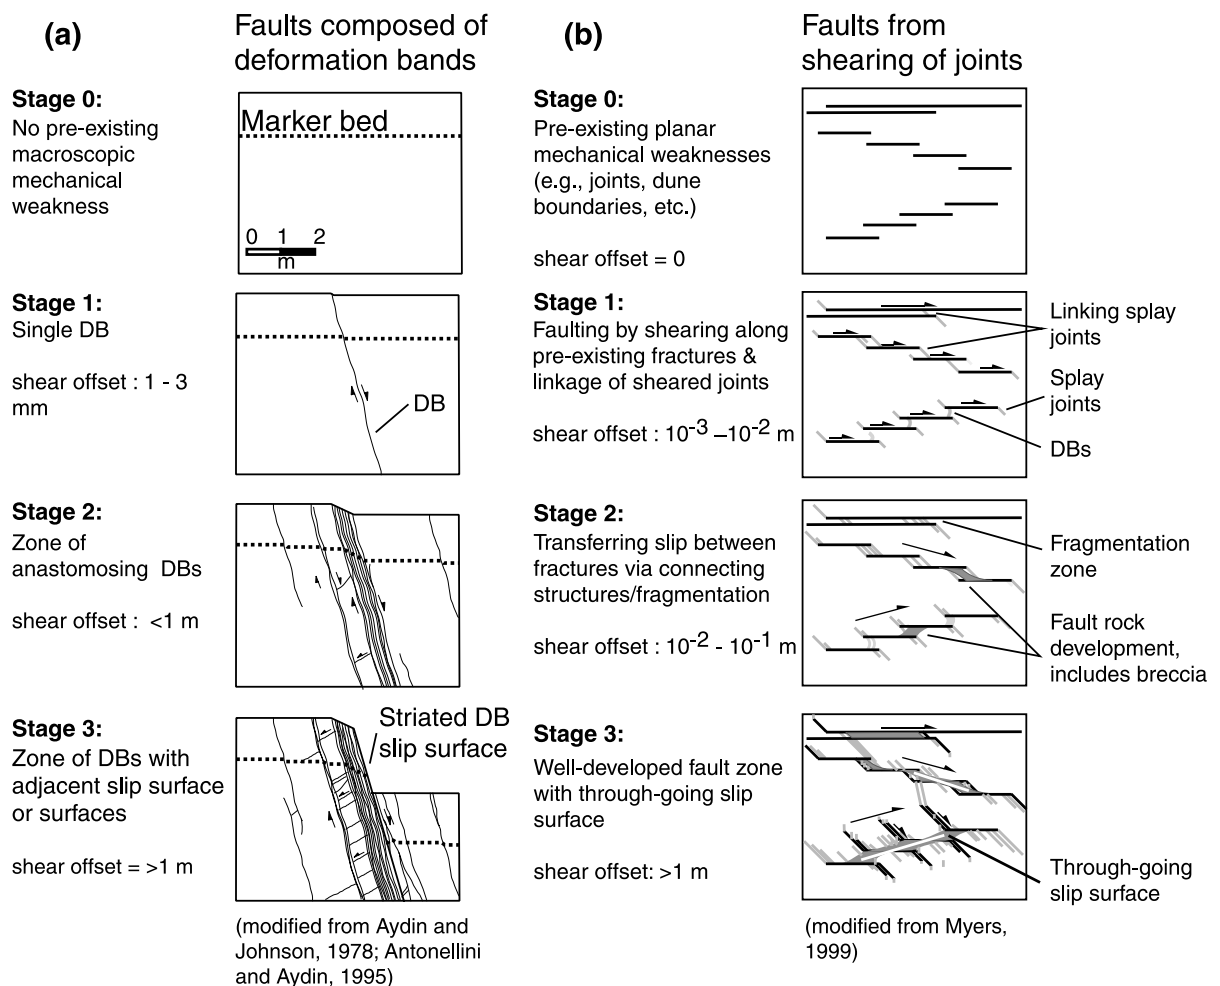 (a)
Faults composed of
deformation bands
Stage 0:
No pre-existing
macroscopic
mechanical
weakness
Marker bed
0 1 2
m
Stage 1:
Single DB
shear offset : 1 - 3
mm
DB
Stage 2:
Zone of
anastomosing DBs
shear offset : <1 m
Stage 3:
Zone of DBs with
adjacent slip surface
or surfaces
shear offset = >1 m
Striated DB
slip surface
(modified from Aydin and
Johnson, 1978; Antonellini
and Aydin, 1995)
(b)
Faults from
shearing of joints
Stage 0:
Pre-existing planar
mechanical weaknesses
(e.g., joints, dune
boundaries, etc.)
shear offset = 0
Stage 1:
Faulting by shearing along
pre-existing fractures &
linkage of sheared joints
shear offset : 10⁻³ –10⁻² m
Linking splay
joints
Splay
joints
DBs
Stage 2:
Transferring slip between
fractures via connecting
structures/fragmentation
shear offset : 10⁻² - 10⁻¹ m
Fragmentation
zone
Fault rock
development,
includes breccia
Stage 3:
Well-developed fault zone
with through-going slip
surface
shear offset: >1 m
Through-going
slip surface
(modified from Myers,
1999)